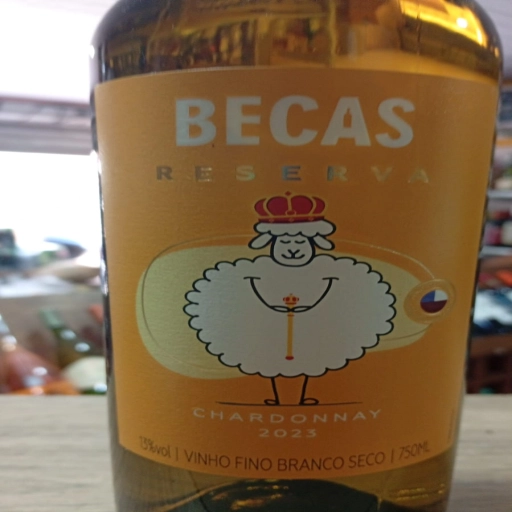 BECAS
RESERVA
CHARDONNAY
2023
13%vol | VINHO FINO BRANCO SECO | 750ML